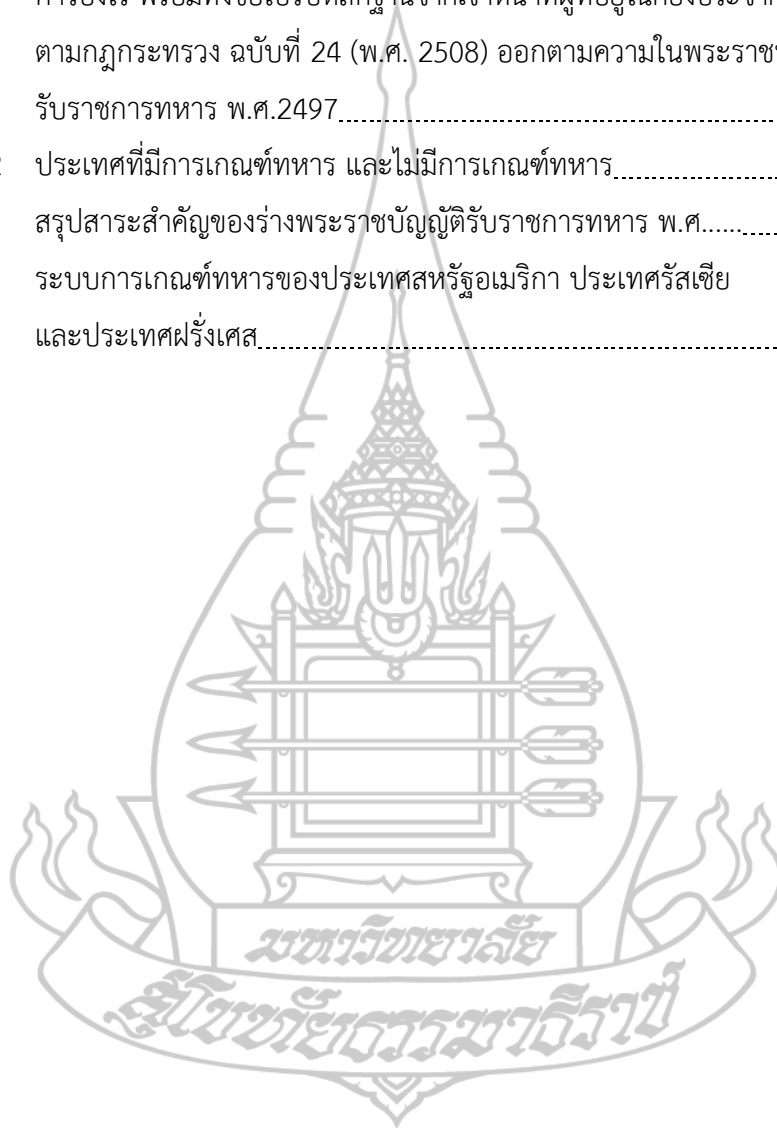 ตามกฎกระทรวง ฉบับที่ 24 (พ.ศ. 2508) ออกตามความในพระราชบ
รับราชการทหาร พ.ศ.2497
ประเทศที่มีการเกณฑ์ทหาร และไม่มีการเกณฑ์ทหาร
สรุปสาระสำคัญของร่างพระราชบัญญัติรับราชการทหาร พ.ศ......
ระบบการเกณฑ์ทหารของประเทศสหรัฐอเมริกา ประเทศรัสเซีย
และประเทศฝรั่งเศส
มหาวิทยาลัย
สุโขทัยธรรมาธิราช